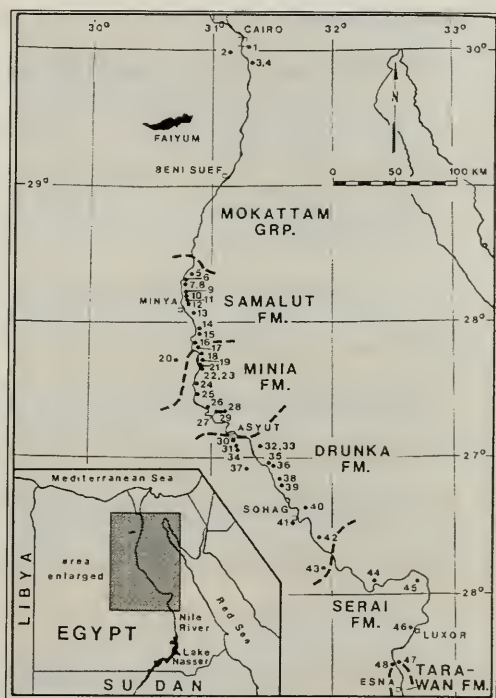 30° 31° 32° 33°
CAIRO
1
2
30° 30°
3,4
FAIYUM
N
BENI SUEF
29°
0 50 100 KM
MOKATTAM
GRP.
5
6
7,8
9
10
11
MINYA
12
SAMALUT
FM.
13
28° 28°
14
15
16
17
20
18
19
21
MINIA
FM.
22,23
24
25
26
28
27
29
ASYUT
30
31
32,33
27° 27°
34
35
36
37
DRUNKA
FM.
38
39
SOHAG
40
41
42
43
44
45
28°
SERAI
FM.
46
LUXOR
48
47
ESNA
TARA-
WAN FM.
32° 33°
Mediterranean Sea
area
enlarged
LIBYA
EGYPT
Nile
River
Red Sea
Lake
Nasser
SUDAN